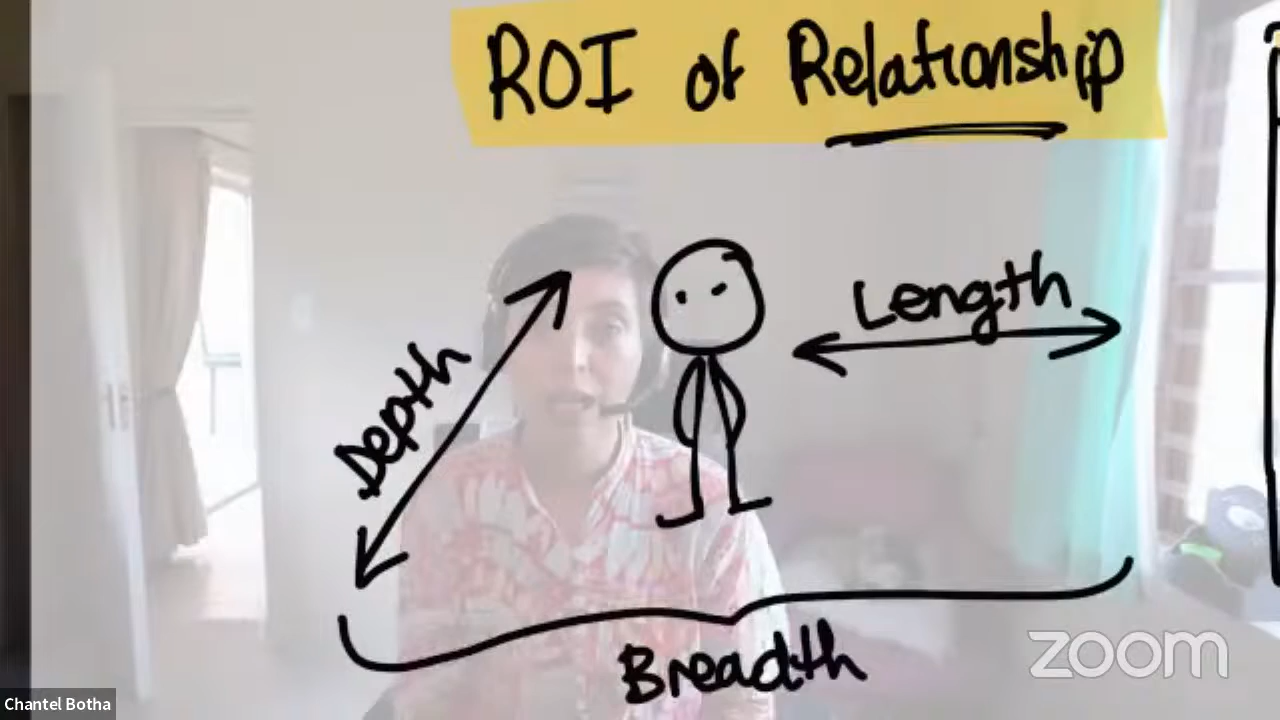 ROI of Relationship
Length
Depth
Breadth
zoom
Chantel Botha